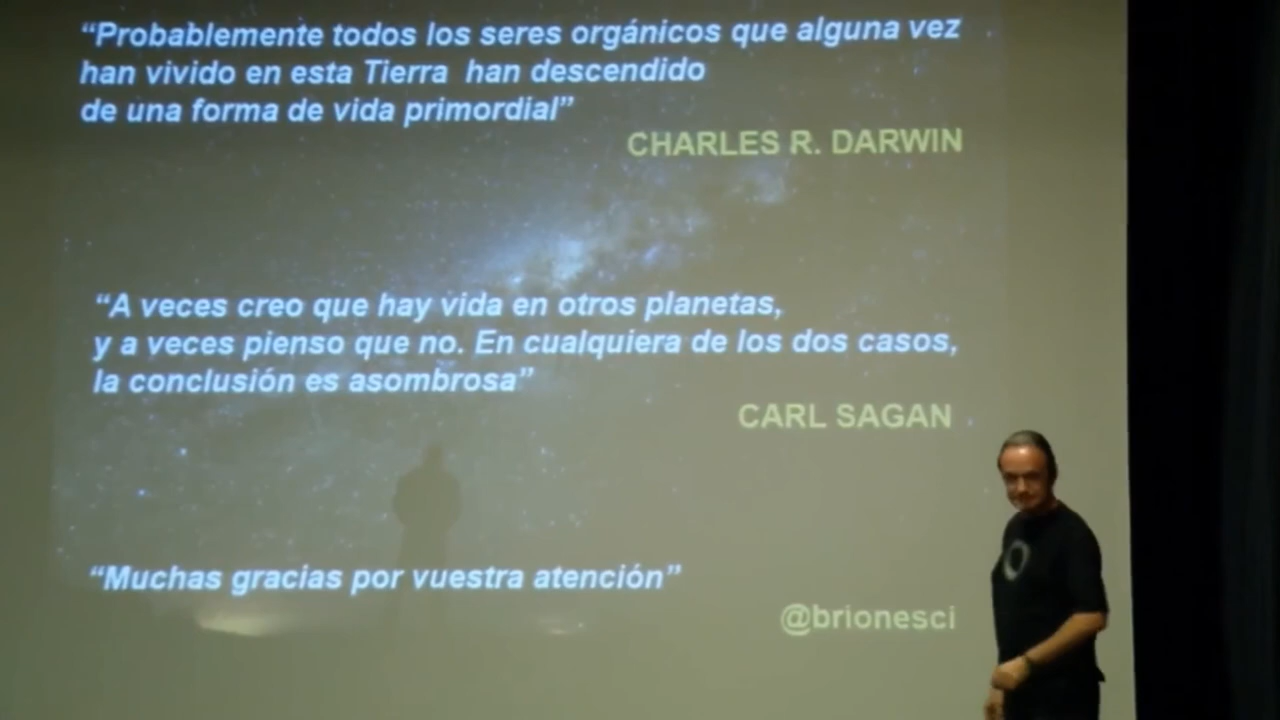 “Probablemente todos los seres orgánicos que alguna vez
han vivido en esta Tierra han descendido
de una forma de vida primordial”
CHARLES R. DARWIN
“A veces creo que hay vida en otros planetas,
y a veces pienso que no. En cualquiera de los dos casos,
la conclusión es asombrosa”
CARL SAGAN
“Muchas gracias por vuestra atención”
@brionesci